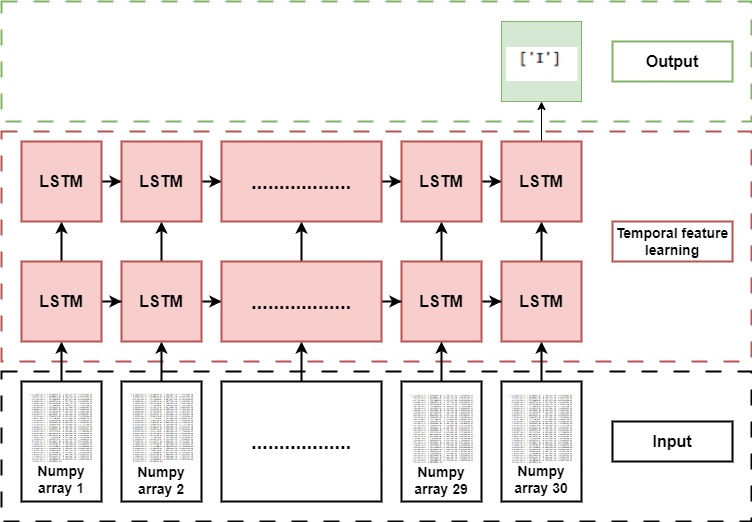 ['I']
Output
LSTM
LSTM
..................
LSTM
LSTM
Temporal feature
learning
LSTM
LSTM
..................
LSTM
LSTM
..................
Input
Numpy
array 1
Numpy
array 2
Numpy
array 29
Numpy
array 30